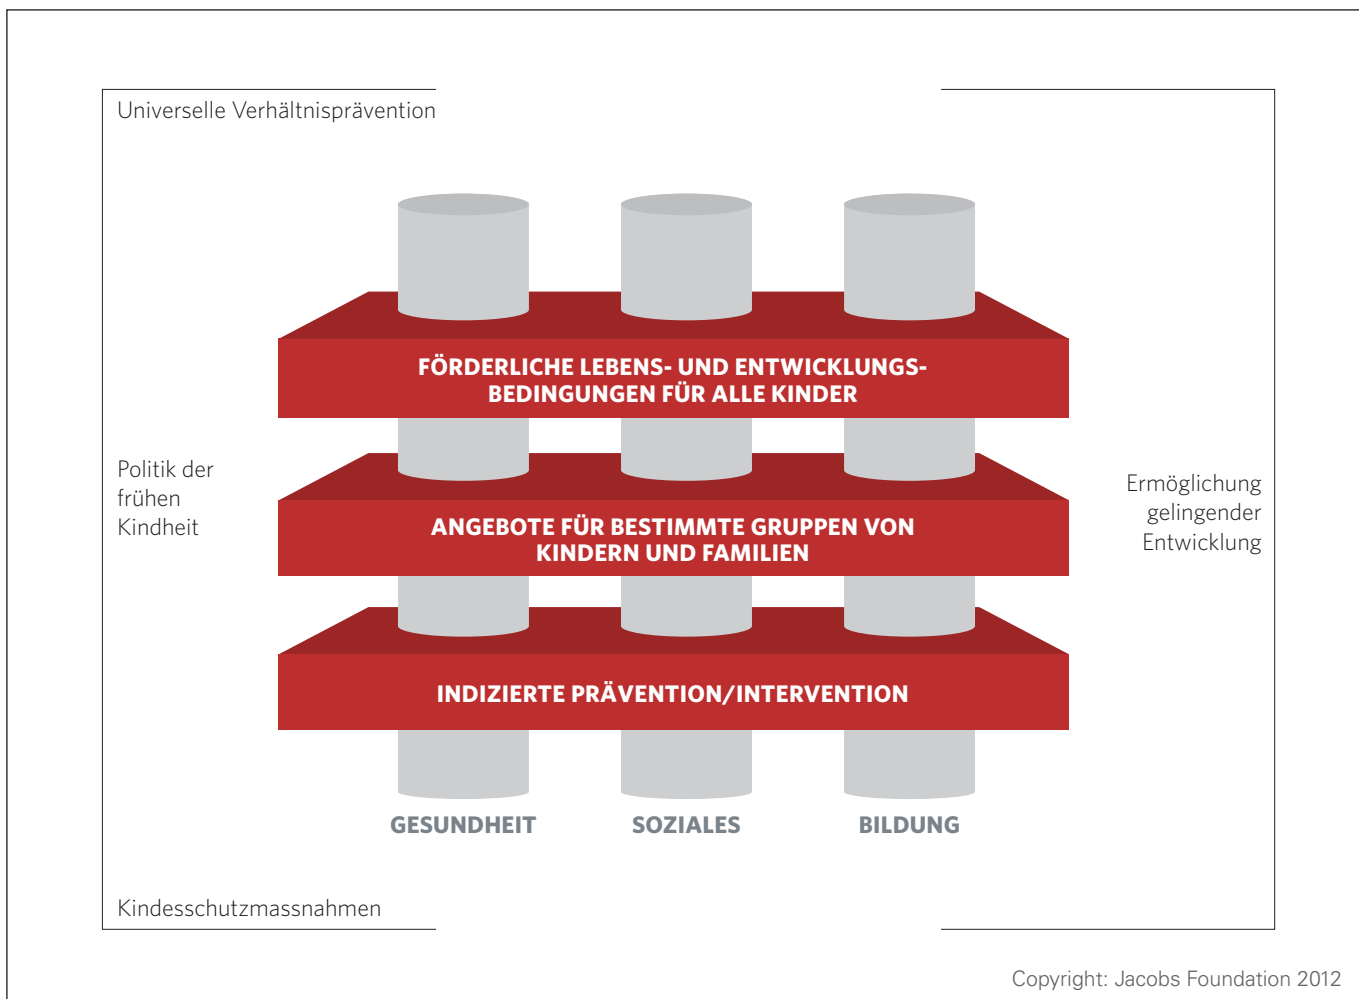 Universelle Verhältnisprävention
FÖRDERLICHE LEBENS- UND ENTWICKLUNGS-
BEDINGUNGEN FÜR ALLE KINDER
Politik der
frühen
Kindheit
Ermöglichung
gelingender
Entwicklung
ANGEBOTE FÜR BESTIMMTE GRUPPEN VON
KINDERN UND FAMILIEN
INDIZIERTE PRÄVENTION/INTERVENTION
GESUNDHEIT
SOZIALES
BILDUNG
Kindesschutzmassnahmen
Copyright: Jacobs Foundation 2012